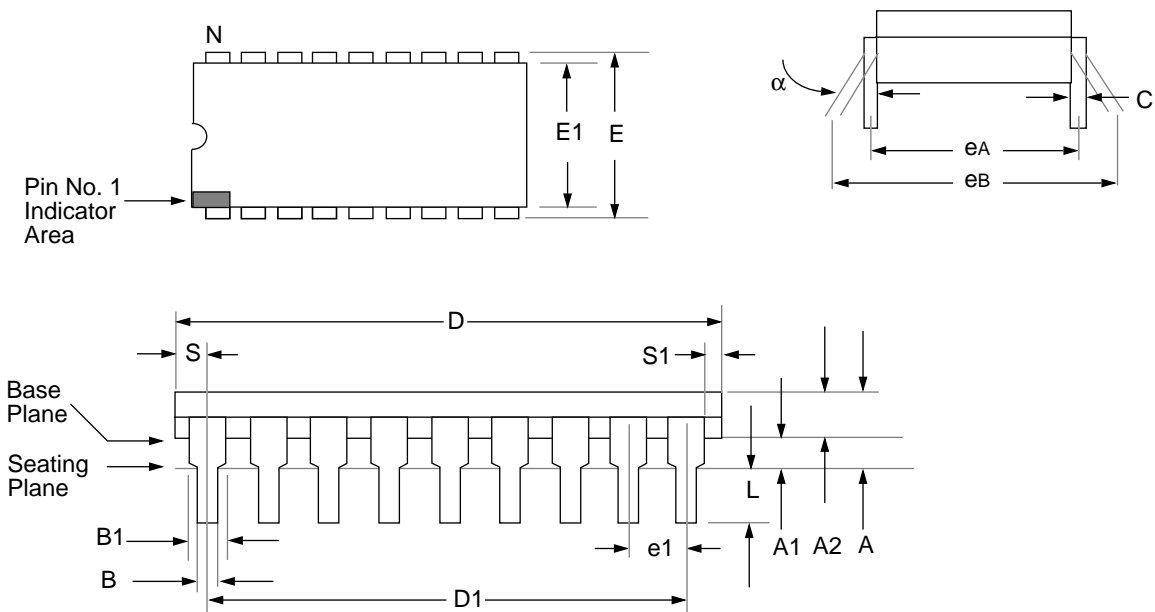 N
E1
E
Pin No. 1
Indicator
Area
α
C
eA
eB
D
S
S1
Base
Plane
Seating
Plane
L
B1
B
e1
A1
A2
A
D1